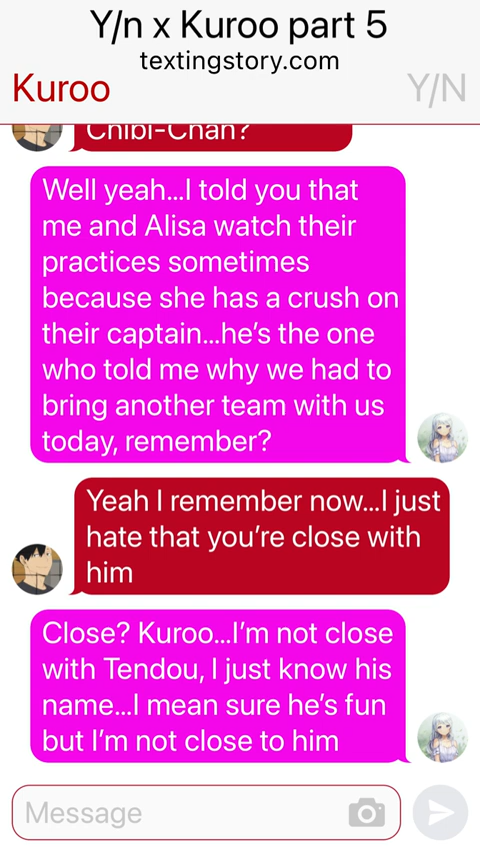 Y/n x Kuroo part 5
textingstory.com
Kuroo
Y/N
Chibi-Chan?
Well yeah...I told you that
me and Alisa watch their
practices sometimes
because she has a crush on
their captain...he's the one
who told me why we had to
bring another team with us
today, remember?
Yeah I remember now...I just
hate that you're close with
him
Close? Kuroo...I'm not close
with Tendou, I just know his
name...I mean sure he's fun
but I'm not close to him
Message